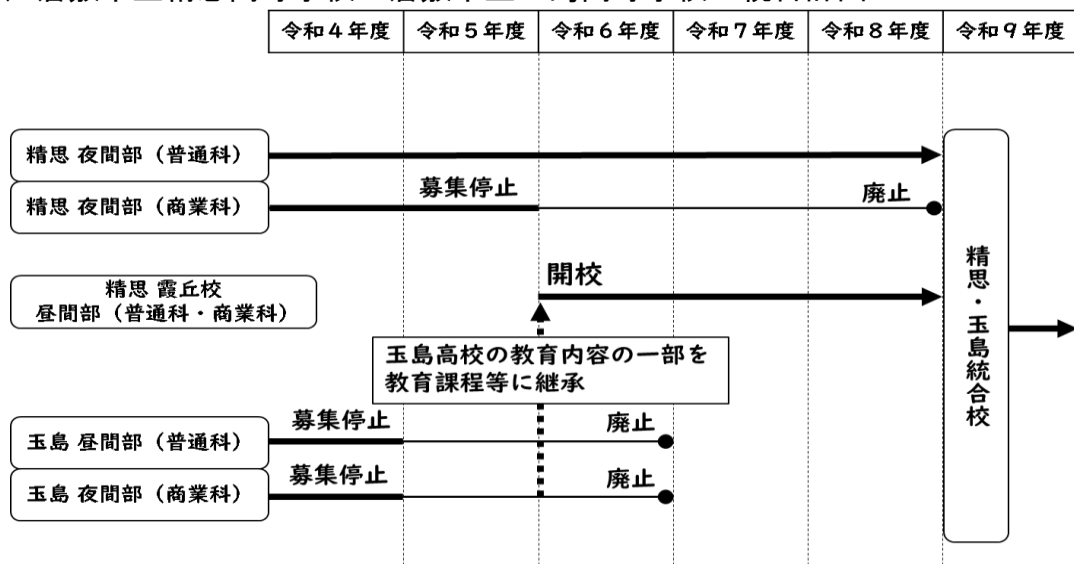 令和４年度 令和５年度 令和６年度 令和７年度 令和８年度 令和９年度
精思 夜間部（普通科）
精思 夜間部（商業科）
募集停止
廃止
精思 霞丘校
昼間部（普通科・商業科）
開校
玉島高校の教育内容の一部を
教育課程等に継承
玉島 昼間部（普通科）
募集停止
廃止
玉島 夜間部（商業科）
募集停止
廃止
精思・玉島統合校